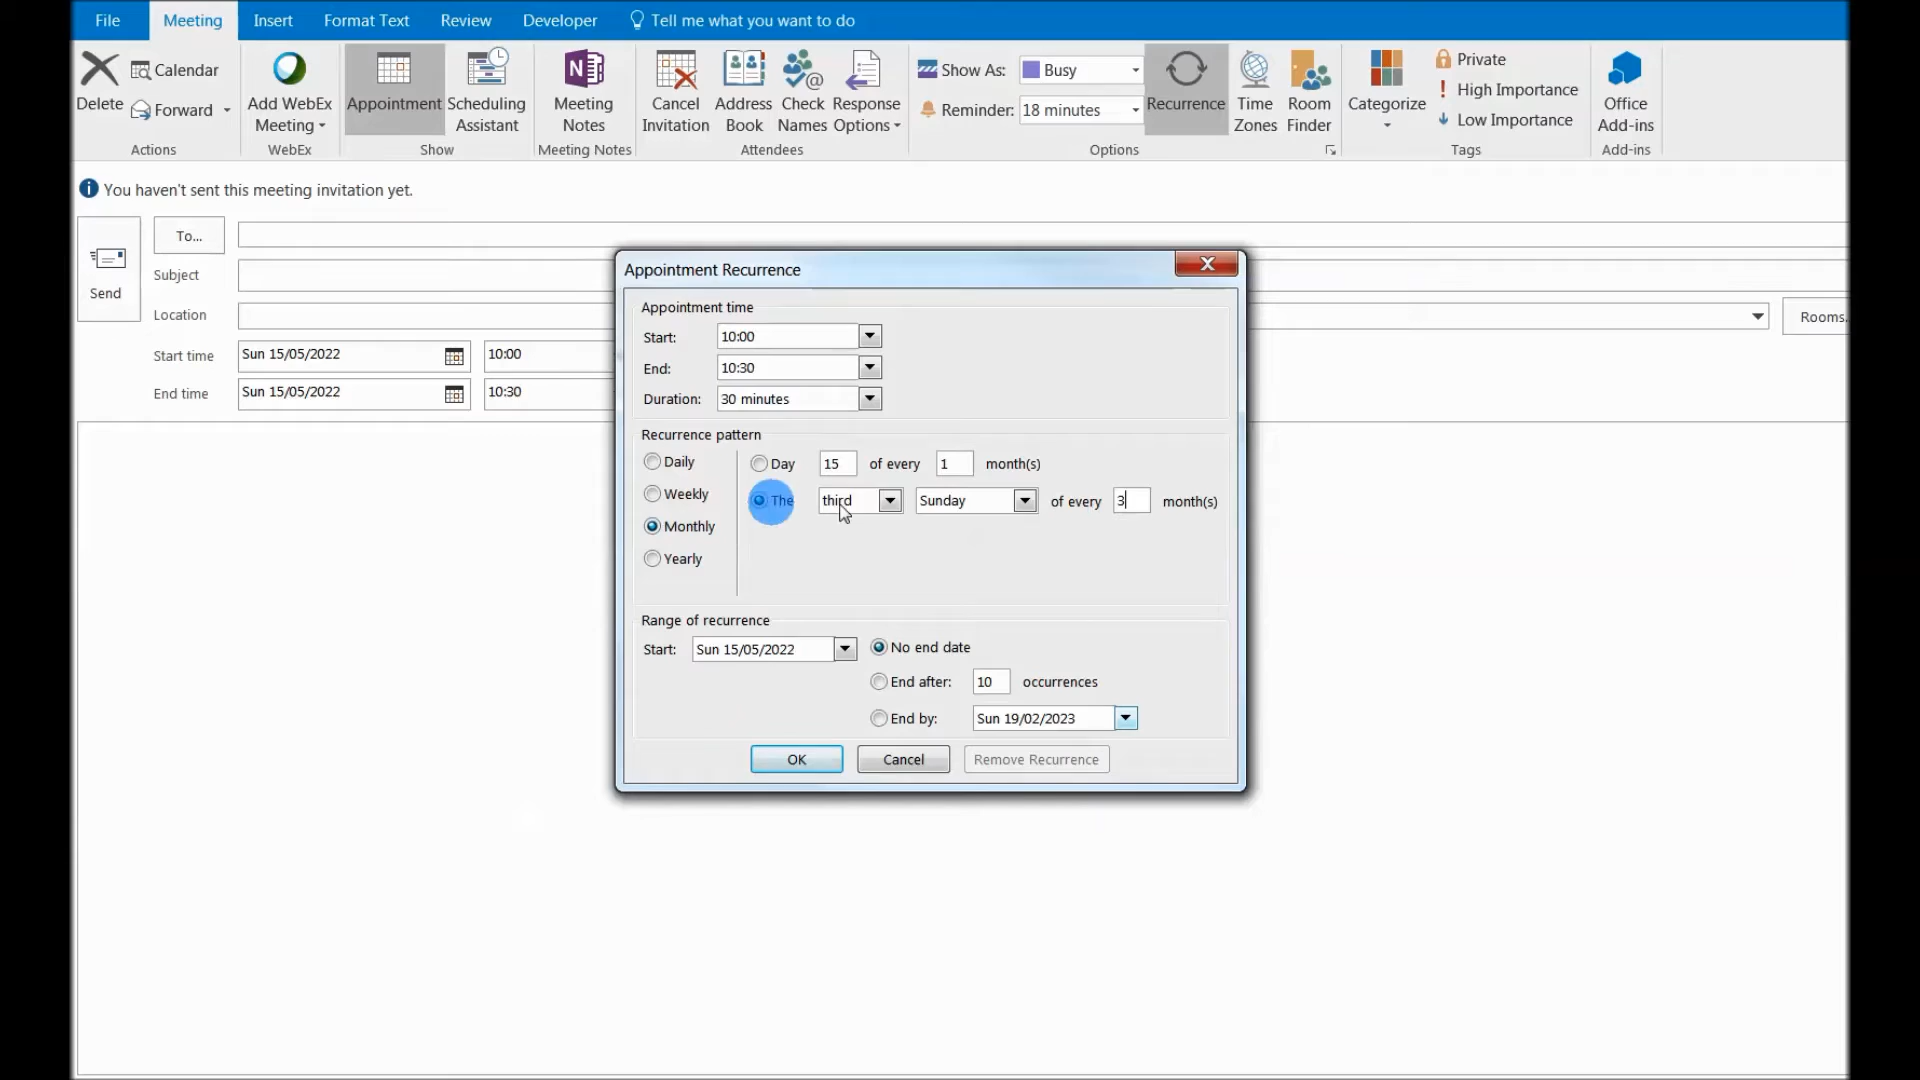 File Meeting Insert Format Text Review Developer Tell me what you want to do
Delete
Calendar
Forward
Actions
Add WebEx
Meeting
WebEx
Appointment
Scheduling
Assistant
Show
Meeting
Notes
Meeting Notes
Cancel
Invitation
Address
Book
Check
Names
Response
Options
Attendees
Show As: Busy
Reminder: 18 minutes
Recurrence
Time
Zones
Room
Finder
Options
Categorize
Private
High Importance
Low Importance
Tags
Office
Add-ins
Add-ins
You haven't sent this meeting invitation yet.
Send
To...
Subject
Location
Rooms.
Start time Sun 15/05/2022 10:00
End time Sun 15/05/2022 10:30
Appointment Recurrence
Appointment time
Start: 10:00
End: 10:30
Duration: 30 minutes
Recurrence pattern
Daily
Weekly
Monthly
Yearly
Day 15 of every 1 month(s)
The third Sunday of every 3 month(s)
Range of recurrence
Start: Sun 15/05/2022
No end date
End after: 10 occurrences
End by: Sun 19/02/2023
OK Cancel Remove Recurrence